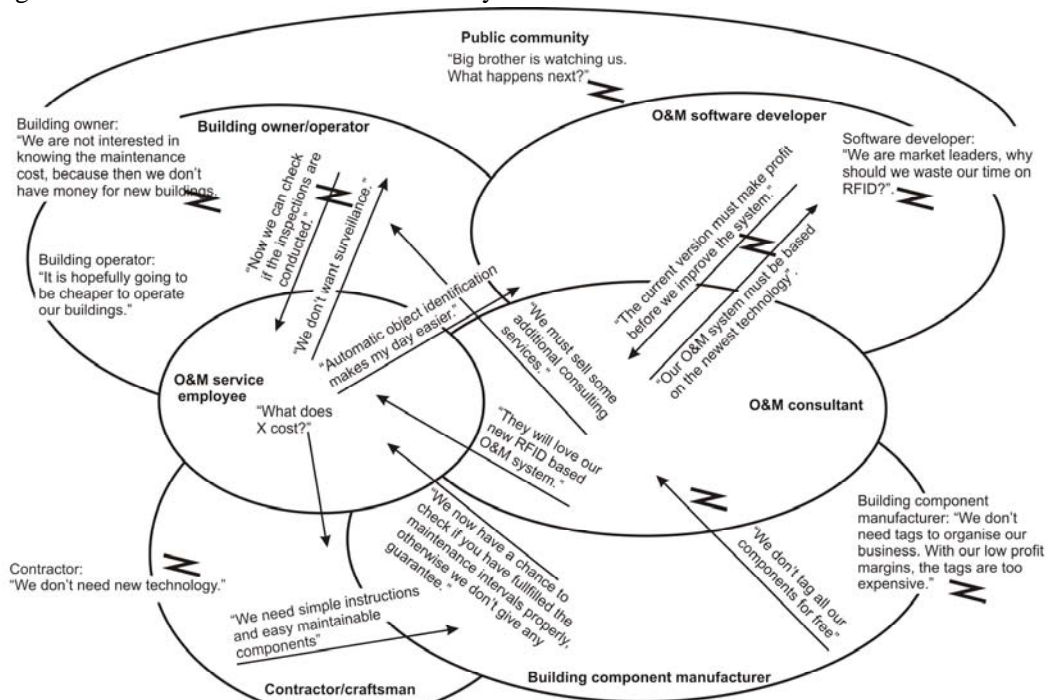 Public community
"Big brother is watching us.
What happens next?"
Building owner:
"We are not interested in
knowing the maintenance
cost, because then we don't
have money for new buildings.
Building owner/operator
O&M software developer
Software developer:
"We are market leaders, why
should we waste our time on
RFID?".
"Now we can check
if the inspections are
conducted."
"We don't want surveillance."
"The current version must make profit
before we improve the system."
"Our O&M system must be based
on the newest technology".
Building operator:
"It is hopefully going to
be cheaper to operate
our buildings."
"Automatic object identification
makes my day easier."
"We must sell some
additional consulting
services."
O&M service
employee
"What does
X cost?"
O&M consultant
"They will love our
new RFID based
O&M system."
"We now have a chance to
check if you have fullfilled the
maintenance intervals properly,
otherwise we don't give any
guarantee."
"We don't tag all our
components for free"
Building component
manufacturer: "We don't
need tags to organise our
business. With our low profit
margins, the tags are too
expensive."
Contractor:
"We don't need new technology."
"We need simple instructions
and easy maintainable
components"
Building component manufacturer
Contractor/craftsman